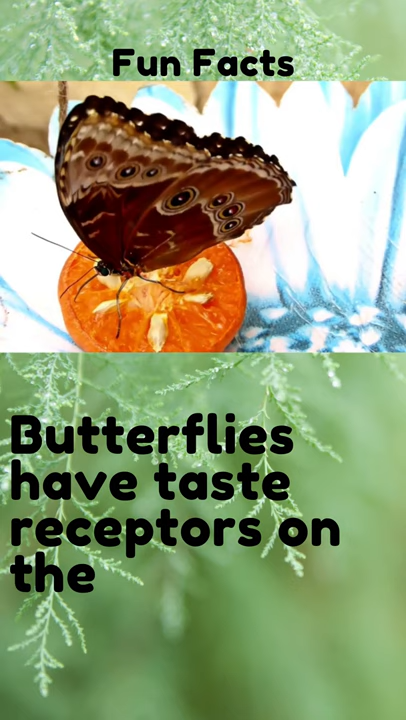 Fun Facts
Butterflies
have taste
receptors on
the